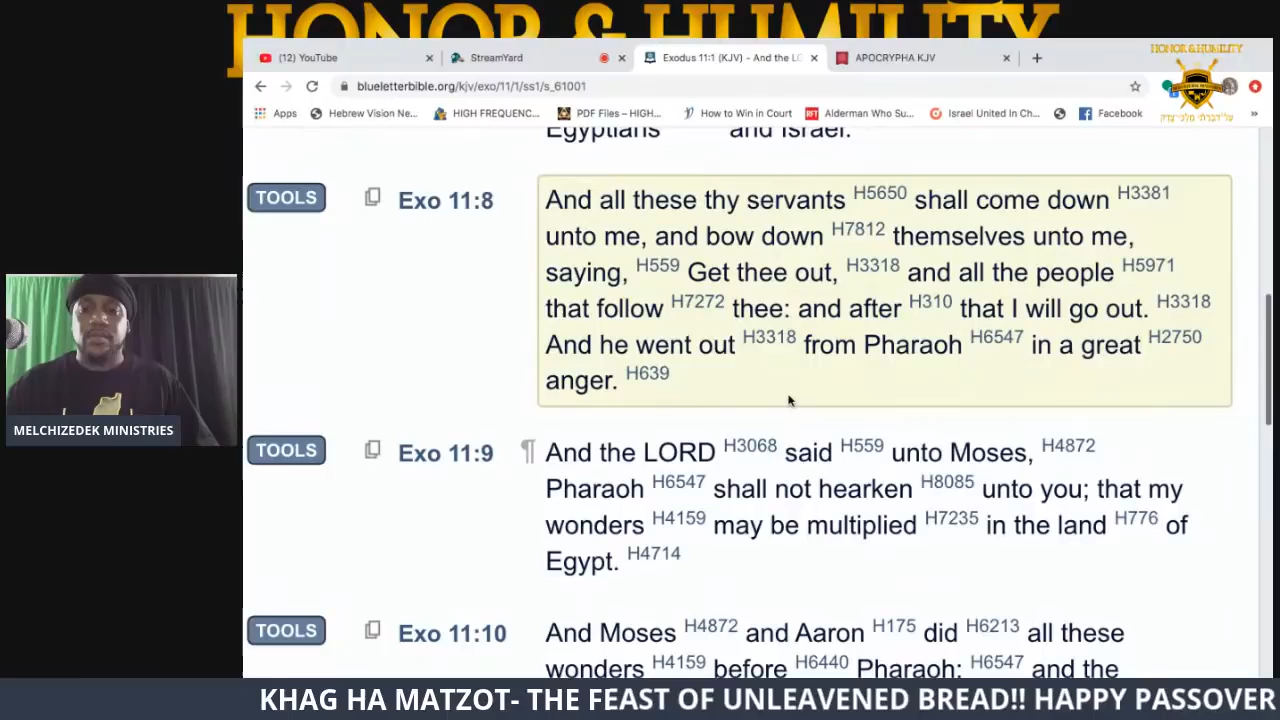 HONOR & HUMILITY
(12) YouTube
StreamYard
Exodus 11:1 (KJV) - And the LO
APOCRYPHA KJV
HONOR & HUMILITY
blueletterbible.org/kjv/exo/11/1/ss1/s_61001
Apps
Hebrew Vision Ne...
HIGH FREQUENC...
PDF Files – HIGH...
How to Win in Court
Alderman Who Su...
Israel United In Ch...
Facebook
»
Egyptians and Israel.
TOOLS Exo 11:8 And all these thy servants H5650 shall come down H3381
unto me, and bow down H7812 themselves unto me,
saying, H559 Get thee out, H3318 and all the people H5971
that follow H7272 thee: and after H310 that I will go out. H3318
And he went out H3318 from Pharaoh H6547 in a great H2750
anger. H639
MELCHIZEDEK MINISTRIES
TOOLS Exo 11:9 ¶ And the LORD H3068 said H559 unto Moses, H4872
Pharaoh H6547 shall not hearken H8085 unto you; that my
wonders H4159 may be multiplied H7235 in the land H776 of
Egypt. H4714
TOOLS Exo 11:10 And Moses H4872 and Aaron H175 did H6213 all these
wonders H4159 before H6440 Pharaoh: H6547 and the
KHAG HA MATZOT- THE FEAST OF UNLEAVENED BREAD!! HAPPY PASSOVER